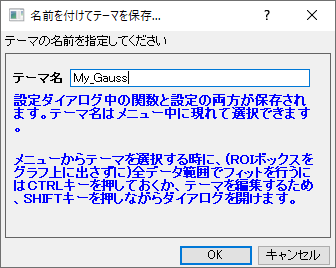 名前を付けてテーマを保存...
テーマの名前を指定してください
テーマ名 My_Gauss
設定ダイアログ中の関数と設定の両方が保存されま
す。テーマ名はメニュー中に現れて選択できます
。
メニューからテーマを選択する時に、(ROIボックスを
グラフ上に出さずに)全データ範囲でフィットを行うに
はCTRLキーを押しておくか、テーマを編集するため
、SHIFTキーを押しながらダイアログを開けます。
OK キャンセル